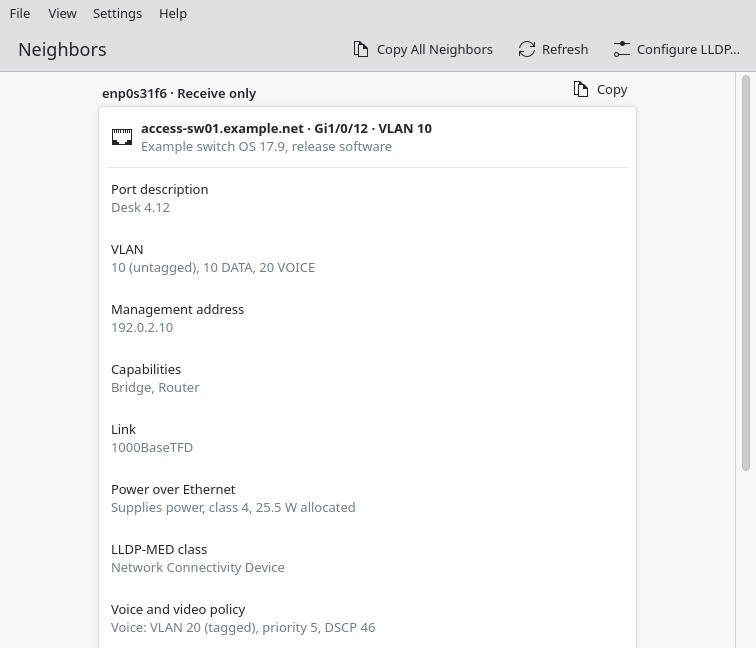 File View Settings Help
Neighbors Copy All Neighbors Refresh Configure LLDP...
enp0s31f6 · Receive only Copy
access-sw01.example.net · Gi1/0/12 · VLAN 10
Example switch OS 17.9, release software
Port description
Desk 4.12
VLAN
10 (untagged), 10 DATA, 20 VOICE
Management address
192.0.2.10
Capabilities
Bridge, Router
Link
1000BaseTFD
Power over Ethernet
Supplies power, class 4, 25.5 W allocated
LLDP-MED class
Network Connectivity Device
Voice and video policy
Voice: VLAN 20 (tagged), priority 5, DSCP 46